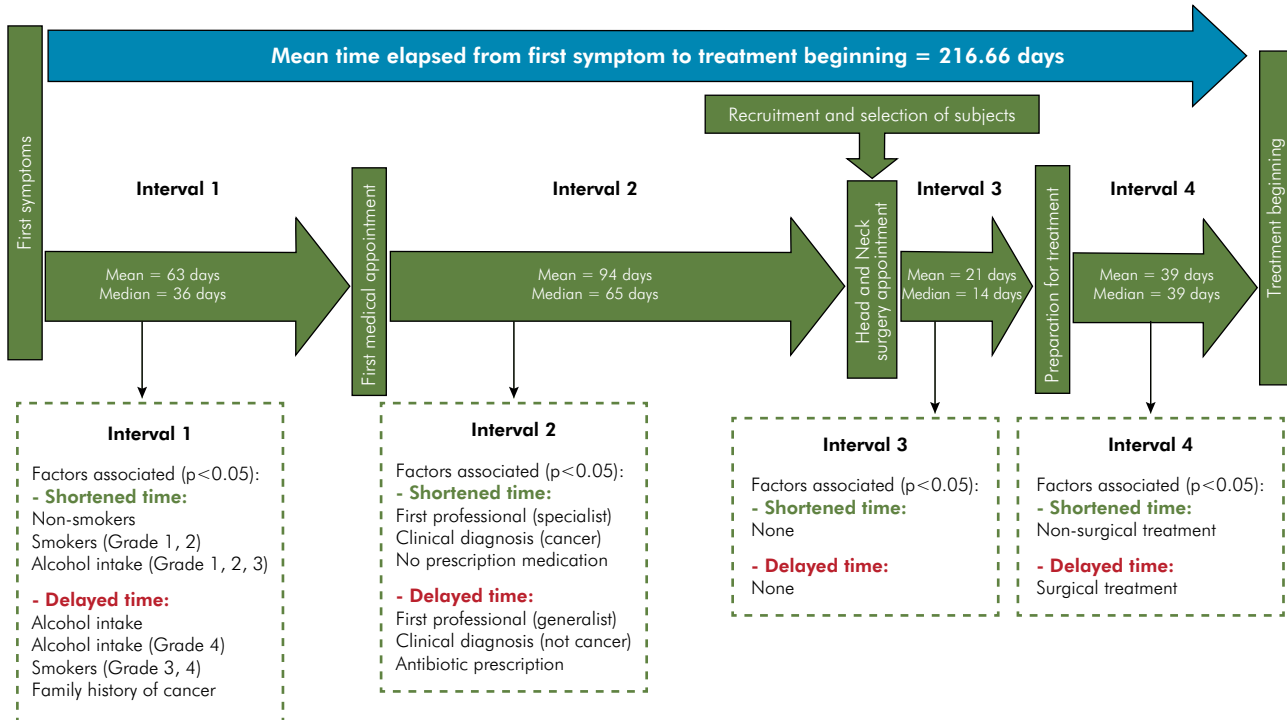 Mean time elapsed from first symptom to treatment beginning = 216.66 days
Recruitment and selection of subjects
First symptoms
Interval 1
Mean = 63 days
Median = 36 days
First medical appointment
Interval 2
Mean = 94 days
Median = 65 days
Head and Neck
surgery appointment
Interval 3
Mean = 21 days
Median = 14 days
Preparation for treatment
Interval 4
Mean = 39 days
Median = 39 days
Treatment beginning
Interval 1
Factors associated (p<0.05):
- Shortened time:
Non-smokers
Smokers (Grade 1, 2)
Alcohol intake (Grade 1, 2, 3)
- Delayed time:
Alcohol intake
Alcohol intake (Grade 4)
Smokers (Grade 3, 4)
Family history of cancer
Interval 2
Factors associated (p<0.05):
- Shortened time:
First professional (specialist)
Clinical diagnosis (cancer)
No prescription medication
- Delayed time:
First professional (generalist)
Clinical diagnosis (not cancer)
Antibiotic prescription
Interval 3
Factors associated (p<0.05):
- Shortened time:
None
- Delayed time:
None
Interval 4
Factors associated (p<0.05):
- Shortened time:
Non-surgical treatment
- Delayed time:
Surgical treatment